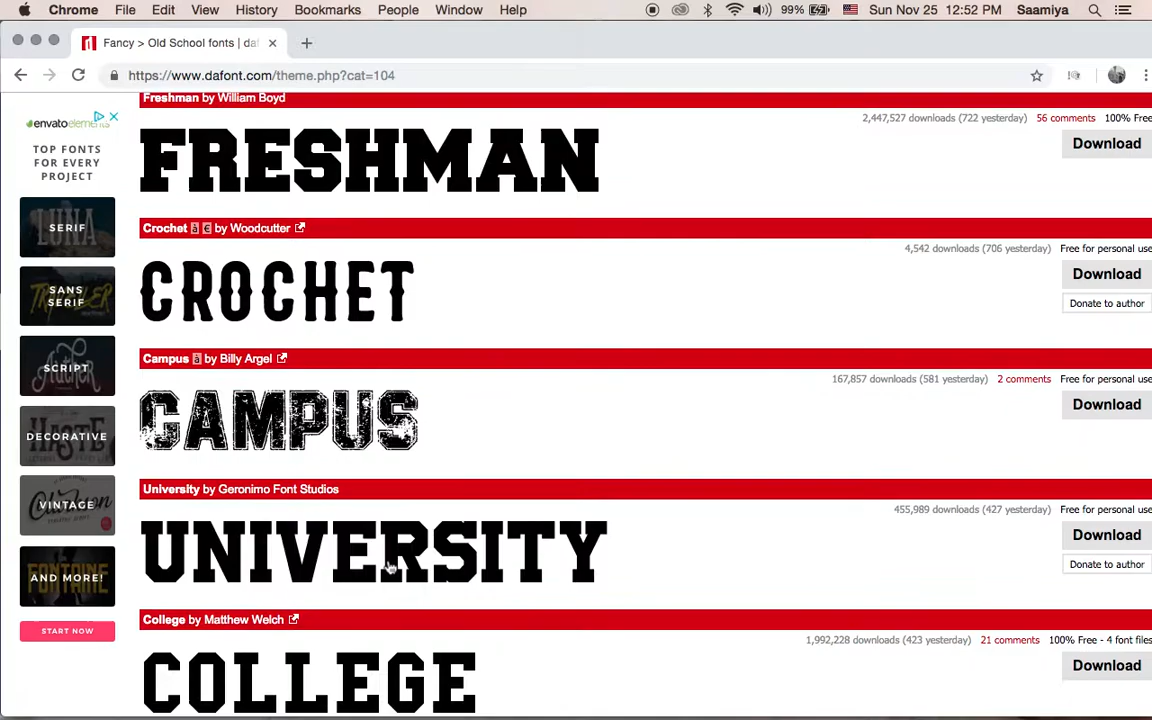 Chrome File Edit View History Bookmarks People Window Help 99% Sun Nov 25 12:52 PM Saamiya
Fancy > Old School fonts | daf
https://www.dafont.com/theme.php?cat=104
Freshman by William Boyd
2,447,527 downloads (722 yesterday) 56 comments 100% Free
FRESHMAN
Download
Crochet à € by Woodcutter
4,542 downloads (706 yesterday) Free for personal use
CROCHET
Download
Donate to author
Campus à by Billy Argel
167,857 downloads (581 yesterday) 2 comments Free for personal use
CAMPUS
Download
University by Geronimo Font Studios
455,989 downloads (427 yesterday) Free for personal use
UNIVERSITY
Download
Donate to author
College by Matthew Welch
1,992,228 downloads (423 yesterday) 21 comments 100% Free - 4 font files
COLLEGE
Download
envatoelements
TOP FONTS
FOR EVERY
PROJECT
LUNA
SERIF
SANS
SERIF
Author
SCRIPT
HASTE
DECORATIVE
VINTAGE
FONTAINE
AND MORE!
START NOW